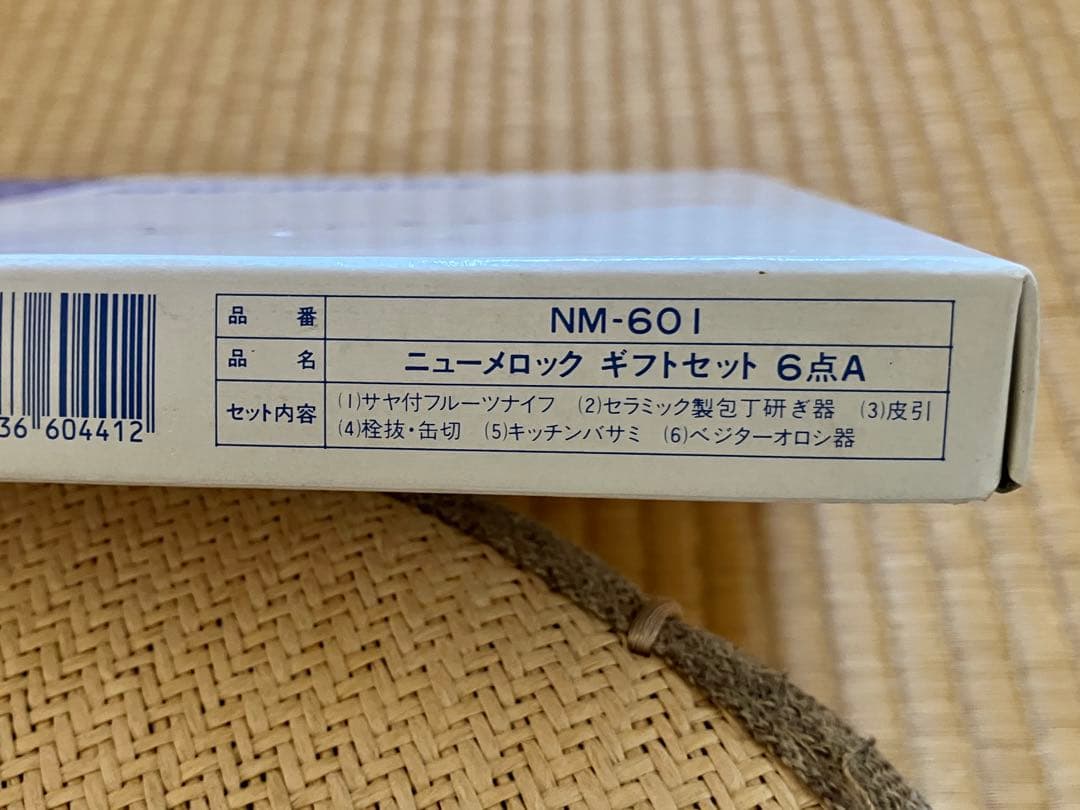 品番 NM-601
品名 ニューメロック ギフトセット 6点A
セット内容 (1)サヤ付フルーツナイフ (2)セラミック製包丁研ぎ器 (3)皮引
(4)栓抜・缶切 (5)キッチンバサミ (6)ベジターオロシ器
36 604412